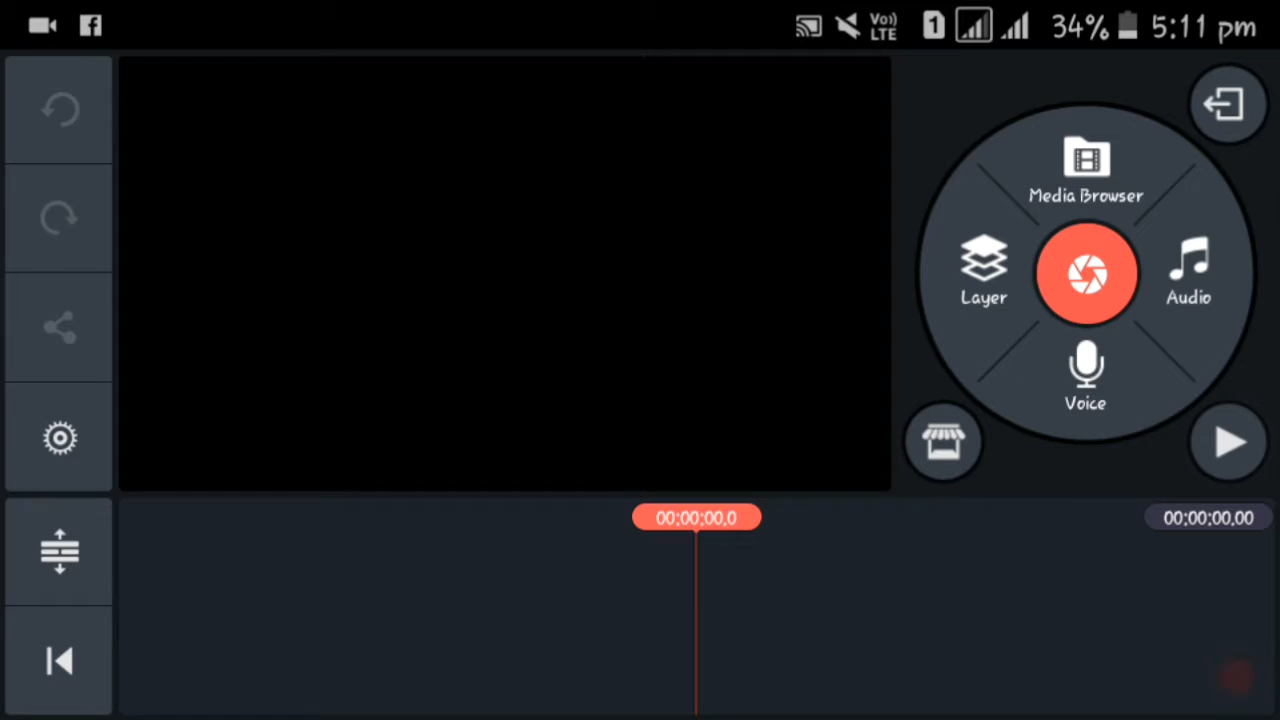 Vo))
LTE
1
34%
5:11 pm
Media Browser
Layer
Audio
Voice
00:00:00.0
00:00:00.00